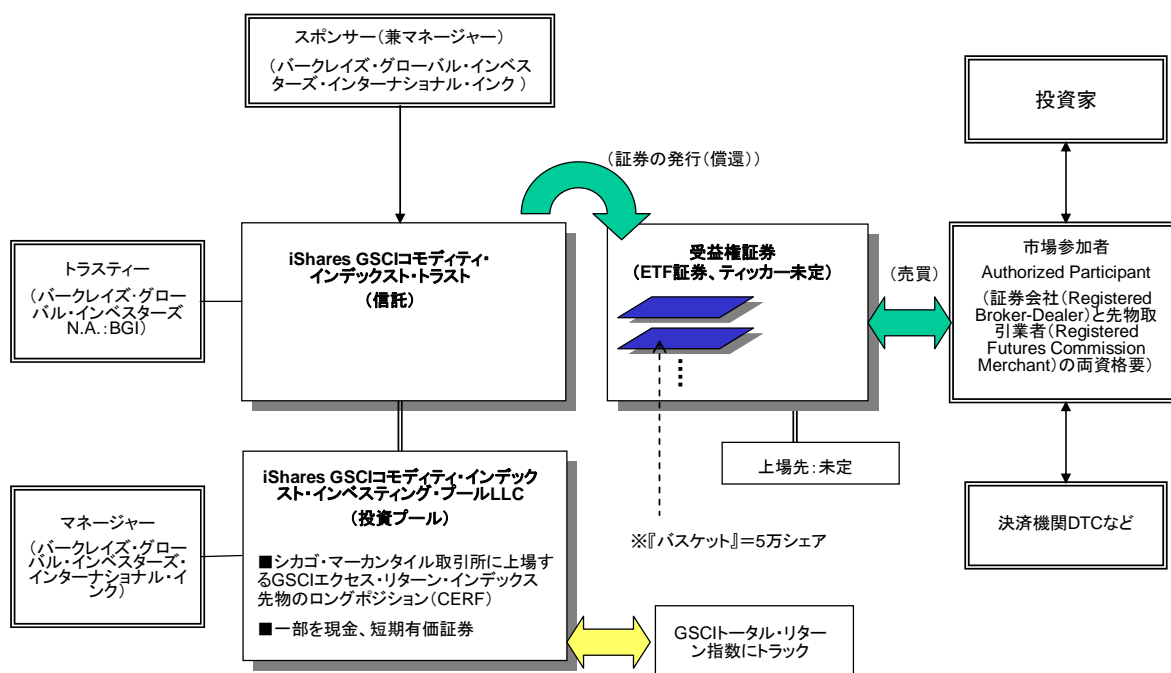 スポンサー(兼マネージャー)
(バークレイズ・グローバル・インベス
ターズ・インターナショナル・インク )
投資家
(証券の発行(償還))
トラスティー
(バークレイズ・グロー
バル・インベスターズ
N.A.:BGI)
iShares GSCIコモディティ・
インデックスト・トラスト
(信託)
受益権証券
(ETF証券、ティッカー未定)
(売買)
市場参加者
Authorized Participant
(証券会社(Registered
Broker-Dealer)と先物取
引業者(Registered
Futures Commission
Merchant)の両資格要)
上場先:未定
マネージャー
(バークレイズ・グロー
バル・インベスターズ・
インターナショナル・イ
ンク)
iShares GSCIコモディティ・インデック
スト・インベスティング・プールLLC
(投資プール)
■シカゴ・マーカンタイル取引所に上場す
るGSCIエクセス・リターン・インデックス
先物のロングポジション(CERF)
■一部を現金、短期有価証券
※『バスケット』=5万シェア
決済機関DTCなど
GSCIトータル・リター
ン指数にトラック